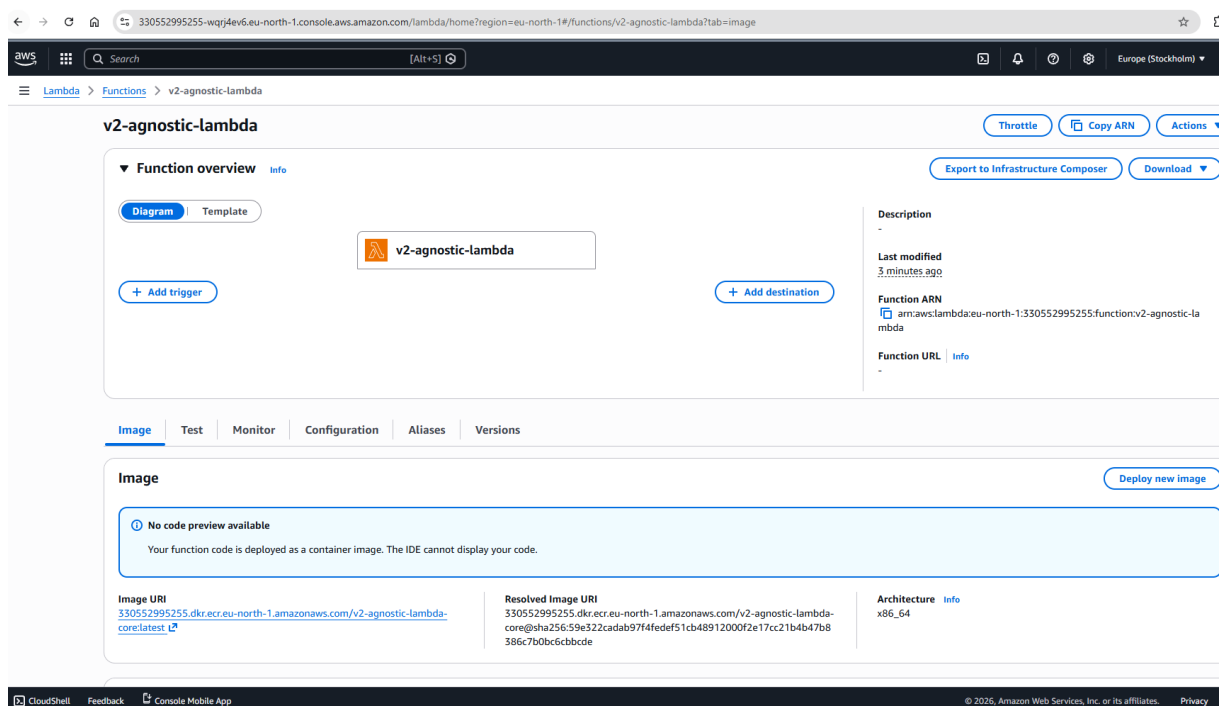 330552995255-wqrj4ev6.eu-north-1.console.aws.amazon.com/lambda/home?region=eu-north-1#/functions/v2-agnostic-lambda?tab=image
aws
Search
[Alt+S]
Europe (Stockholm)
Lambda > Functions > v2-agnostic-lambda
v2-agnostic-lambda
Throttle
Copy ARN
Actions
Function overview Info
Export to Infrastructure Composer
Download
Diagram
Template
v2-agnostic-lambda
+ Add trigger
+ Add destination
Description
-
Last modified
3 minutes ago
Function ARN
arn:aws:lambda:eu-north-1:330552995255:function:v2-agnostic-la
mbda
Function URL Info
-
Image
Test
Monitor
Configuration
Aliases
Versions
Image
Deploy new image
No code preview available
Your function code is deployed as a container image. The IDE cannot display your code.
Image URI
330552995255.dkr.ecr.eu-north-1.amazonaws.com/v2-agnostic-lambda-
core:latest
Resolved Image URI
330552995255.dkr.ecr.eu-north-1.amazonaws.com/v2-agnostic-lambda-
core@sha256:59e322cadab97f4fedef51cb48912000f2e17cc21b4b47b8
386c7b0bc6cbbcde
Architecture Info
x86_64
CloudShell
Feedback
Console Mobile App
© 2026, Amazon Web Services, Inc. or its affiliates.
Privacy